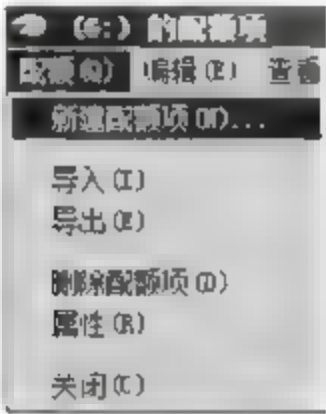 (G:) 的配额项
配额(Q) 编辑(E) 查看
新建配额项(N)...
导入(I)
导出(E)
删除配额项(D)
属性(R)
关闭(C)